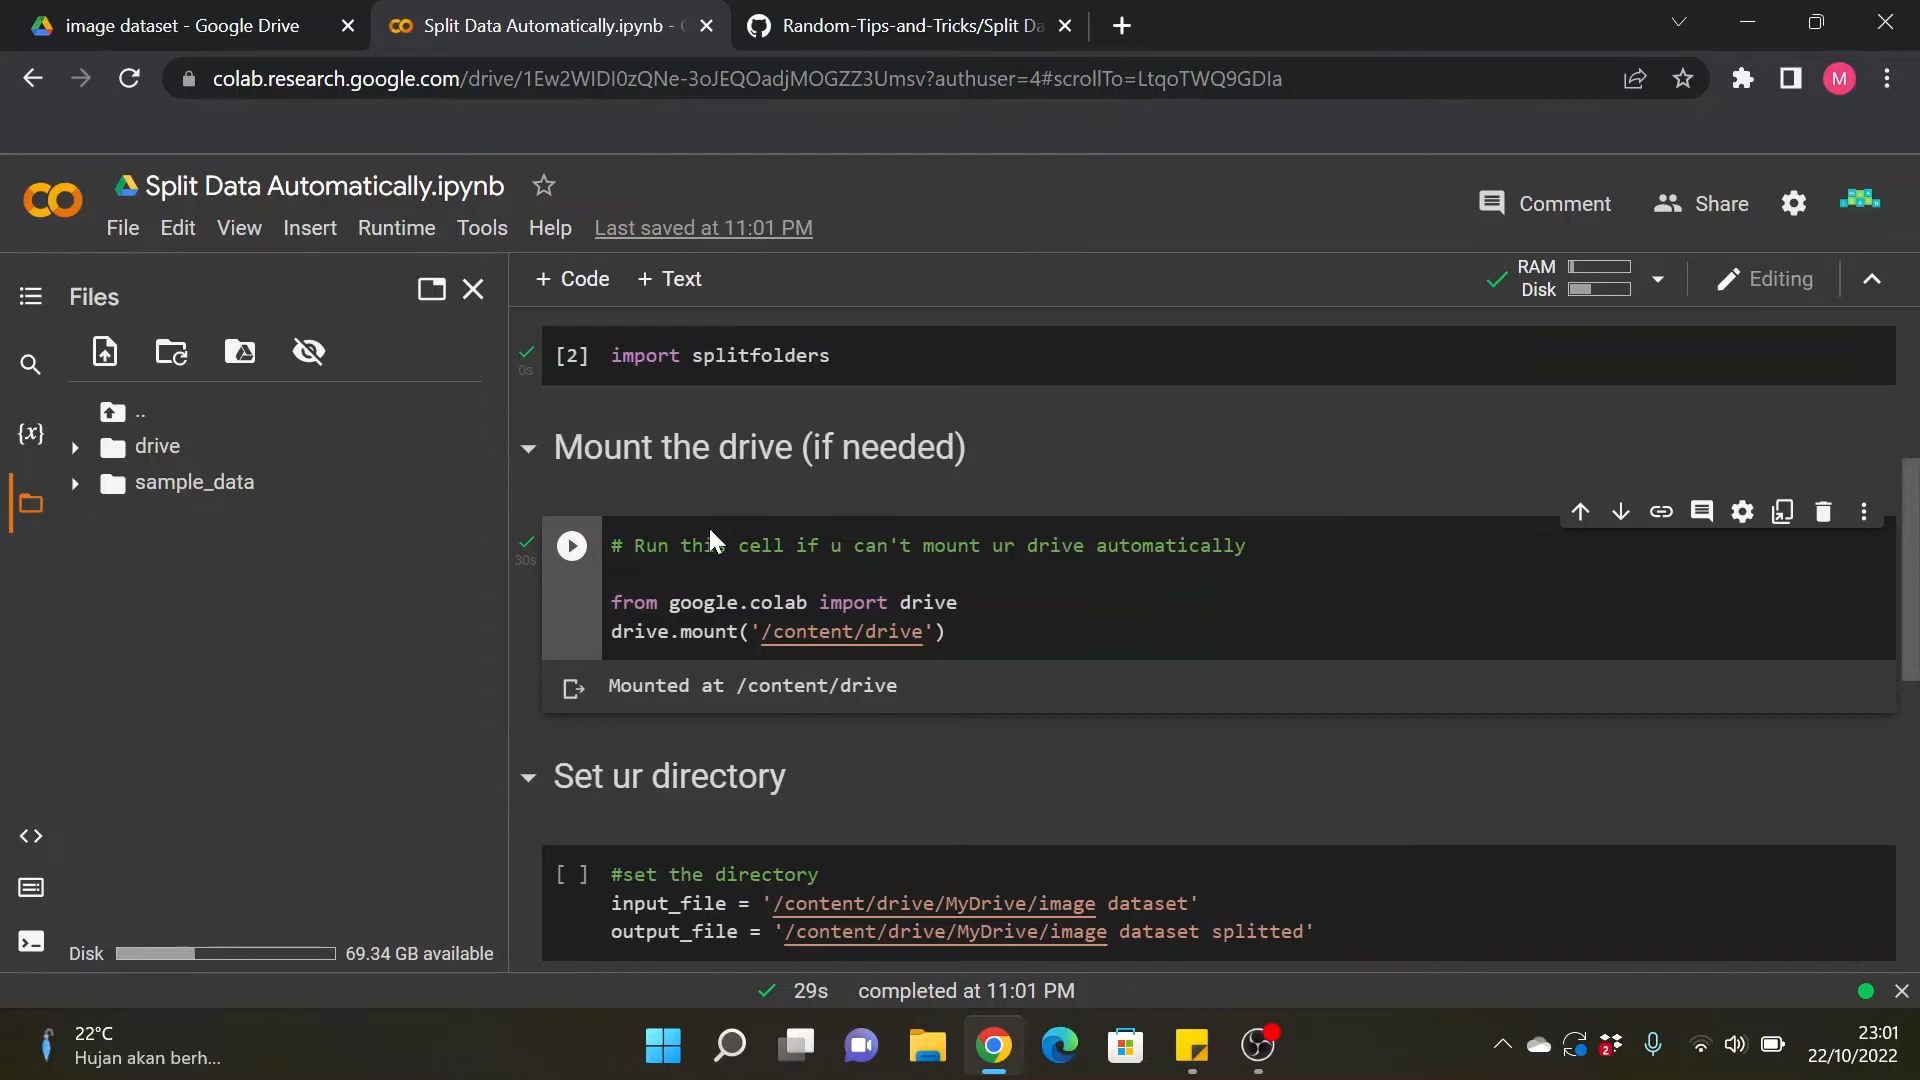 image dataset - Google Drive
Split Data Automatically.ipynb -
Random-Tips-and-Tricks/Split Da
colab.research.google.com/drive/1Ew2WIDI0zQNe-3oJEQOadjMOGZZ3Umsv?authuser=4#scrollTo=LtqoTWQ9GDIa
M
Split Data Automatically.ipynb
File Edit View Insert Runtime Tools Help Last saved at 11:01 PM
Comment Share
Files
+ Code + Text
RAM
Disk
Editing
{x}
..
drive
sample_data
[2] import splitfolders
0s
Mount the drive (if needed)
# Run this cell if u can't mount ur drive automatically
30s
from google.colab import drive
drive.mount('/content/drive')
Mounted at /content/drive
Set ur directory
[ ] #set the directory
input_file = '/content/drive/MyDrive/image dataset'
output_file = '/content/drive/MyDrive/image dataset splitted'
Disk 69.34 GB available
29s completed at 11:01 PM
22°C
Hujan akan berh...
2
23:01
22/10/2022